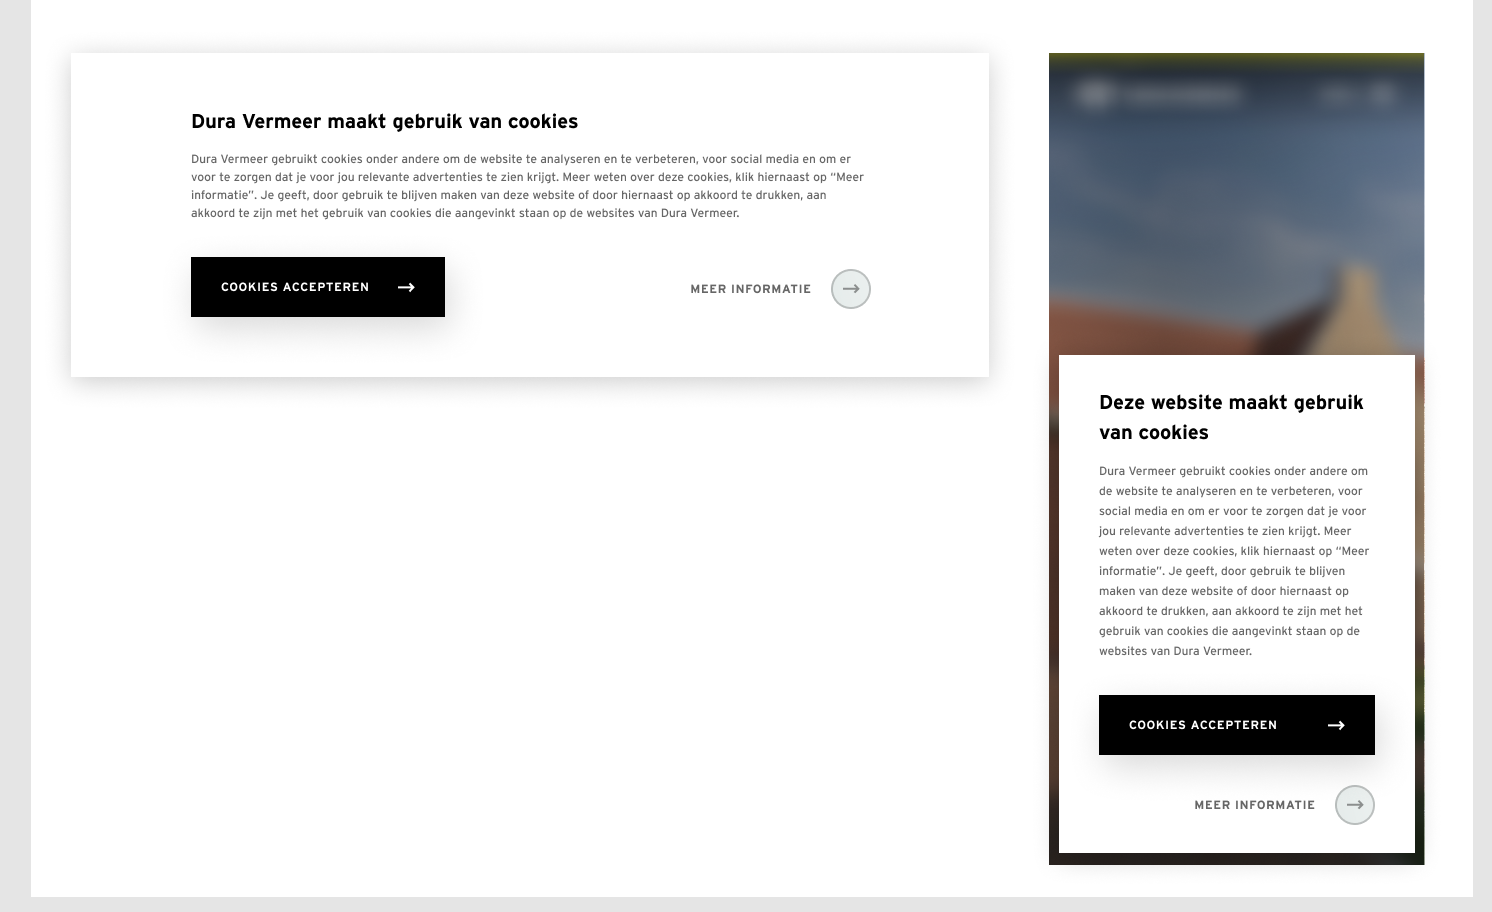 Dura Vermeer maakt gebruik van cookies
Dura Vermeer gebruikt cookies onder andere om de website te analyseren en te verbeteren, voor social media en om er
voor te zorgen dat je voor jou relevante advertenties te zien krijgt. Meer weten over deze cookies, klik hiernaast op “Meer
informatie”. Je geeft, door gebruik te blijven maken van deze website of door hiernaast op akkoord te drukken, aan
akkoord te zijn met het gebruik van cookies die aangevinkt staan op de websites van Dura Vermeer.
COOKIES ACCEPTEREN
MEER INFORMATIE
Deze website maakt gebruik
van cookies
Dura Vermeer gebruikt cookies onder andere om
de website te analyseren en te verbeteren, voor
social media en om er voor te zorgen dat je voor
jou relevante advertenties te zien krijgt. Meer
weten over deze cookies, klik hiernaast op “Meer
informatie”. Je geeft, door gebruik te blijven
maken van deze website of door hiernaast op
akkoord te drukken, aan akkoord te zijn met het
gebruik van cookies die aangevinkt staan op de
websites van Dura Vermeer.
COOKIES ACCEPTEREN
MEER INFORMATIE